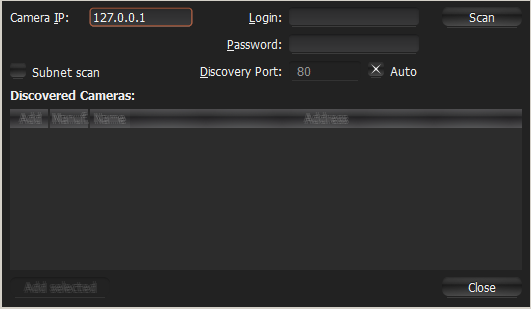 Camera IP: 127.0.0.1 Login: Scan
Password:
Subnet scan Discovery Port: 80 Auto
Discovered Cameras:
Add Manuf. Name Address
Add selected Close